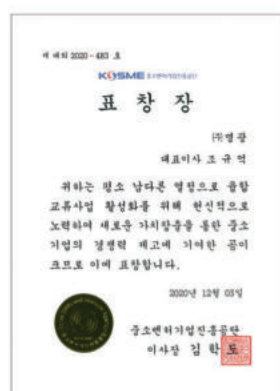 제 대외 2020 - 483 호
KOSME 중소벤처기업진흥공단
표 창 장
(주)명광
대표이사 조 규 억
귀하는 평소 남다른 열정으로 융합
교류사업 활성화를 위해 헌신적으로
노력하여 새로운 가치창출을 통한 중소
기업의 경쟁력 제고에 기여한 공이
크므로 이에 표창합니다.
2020년 12월 03일
중소벤처기업진흥공단
이사장 김 학 도